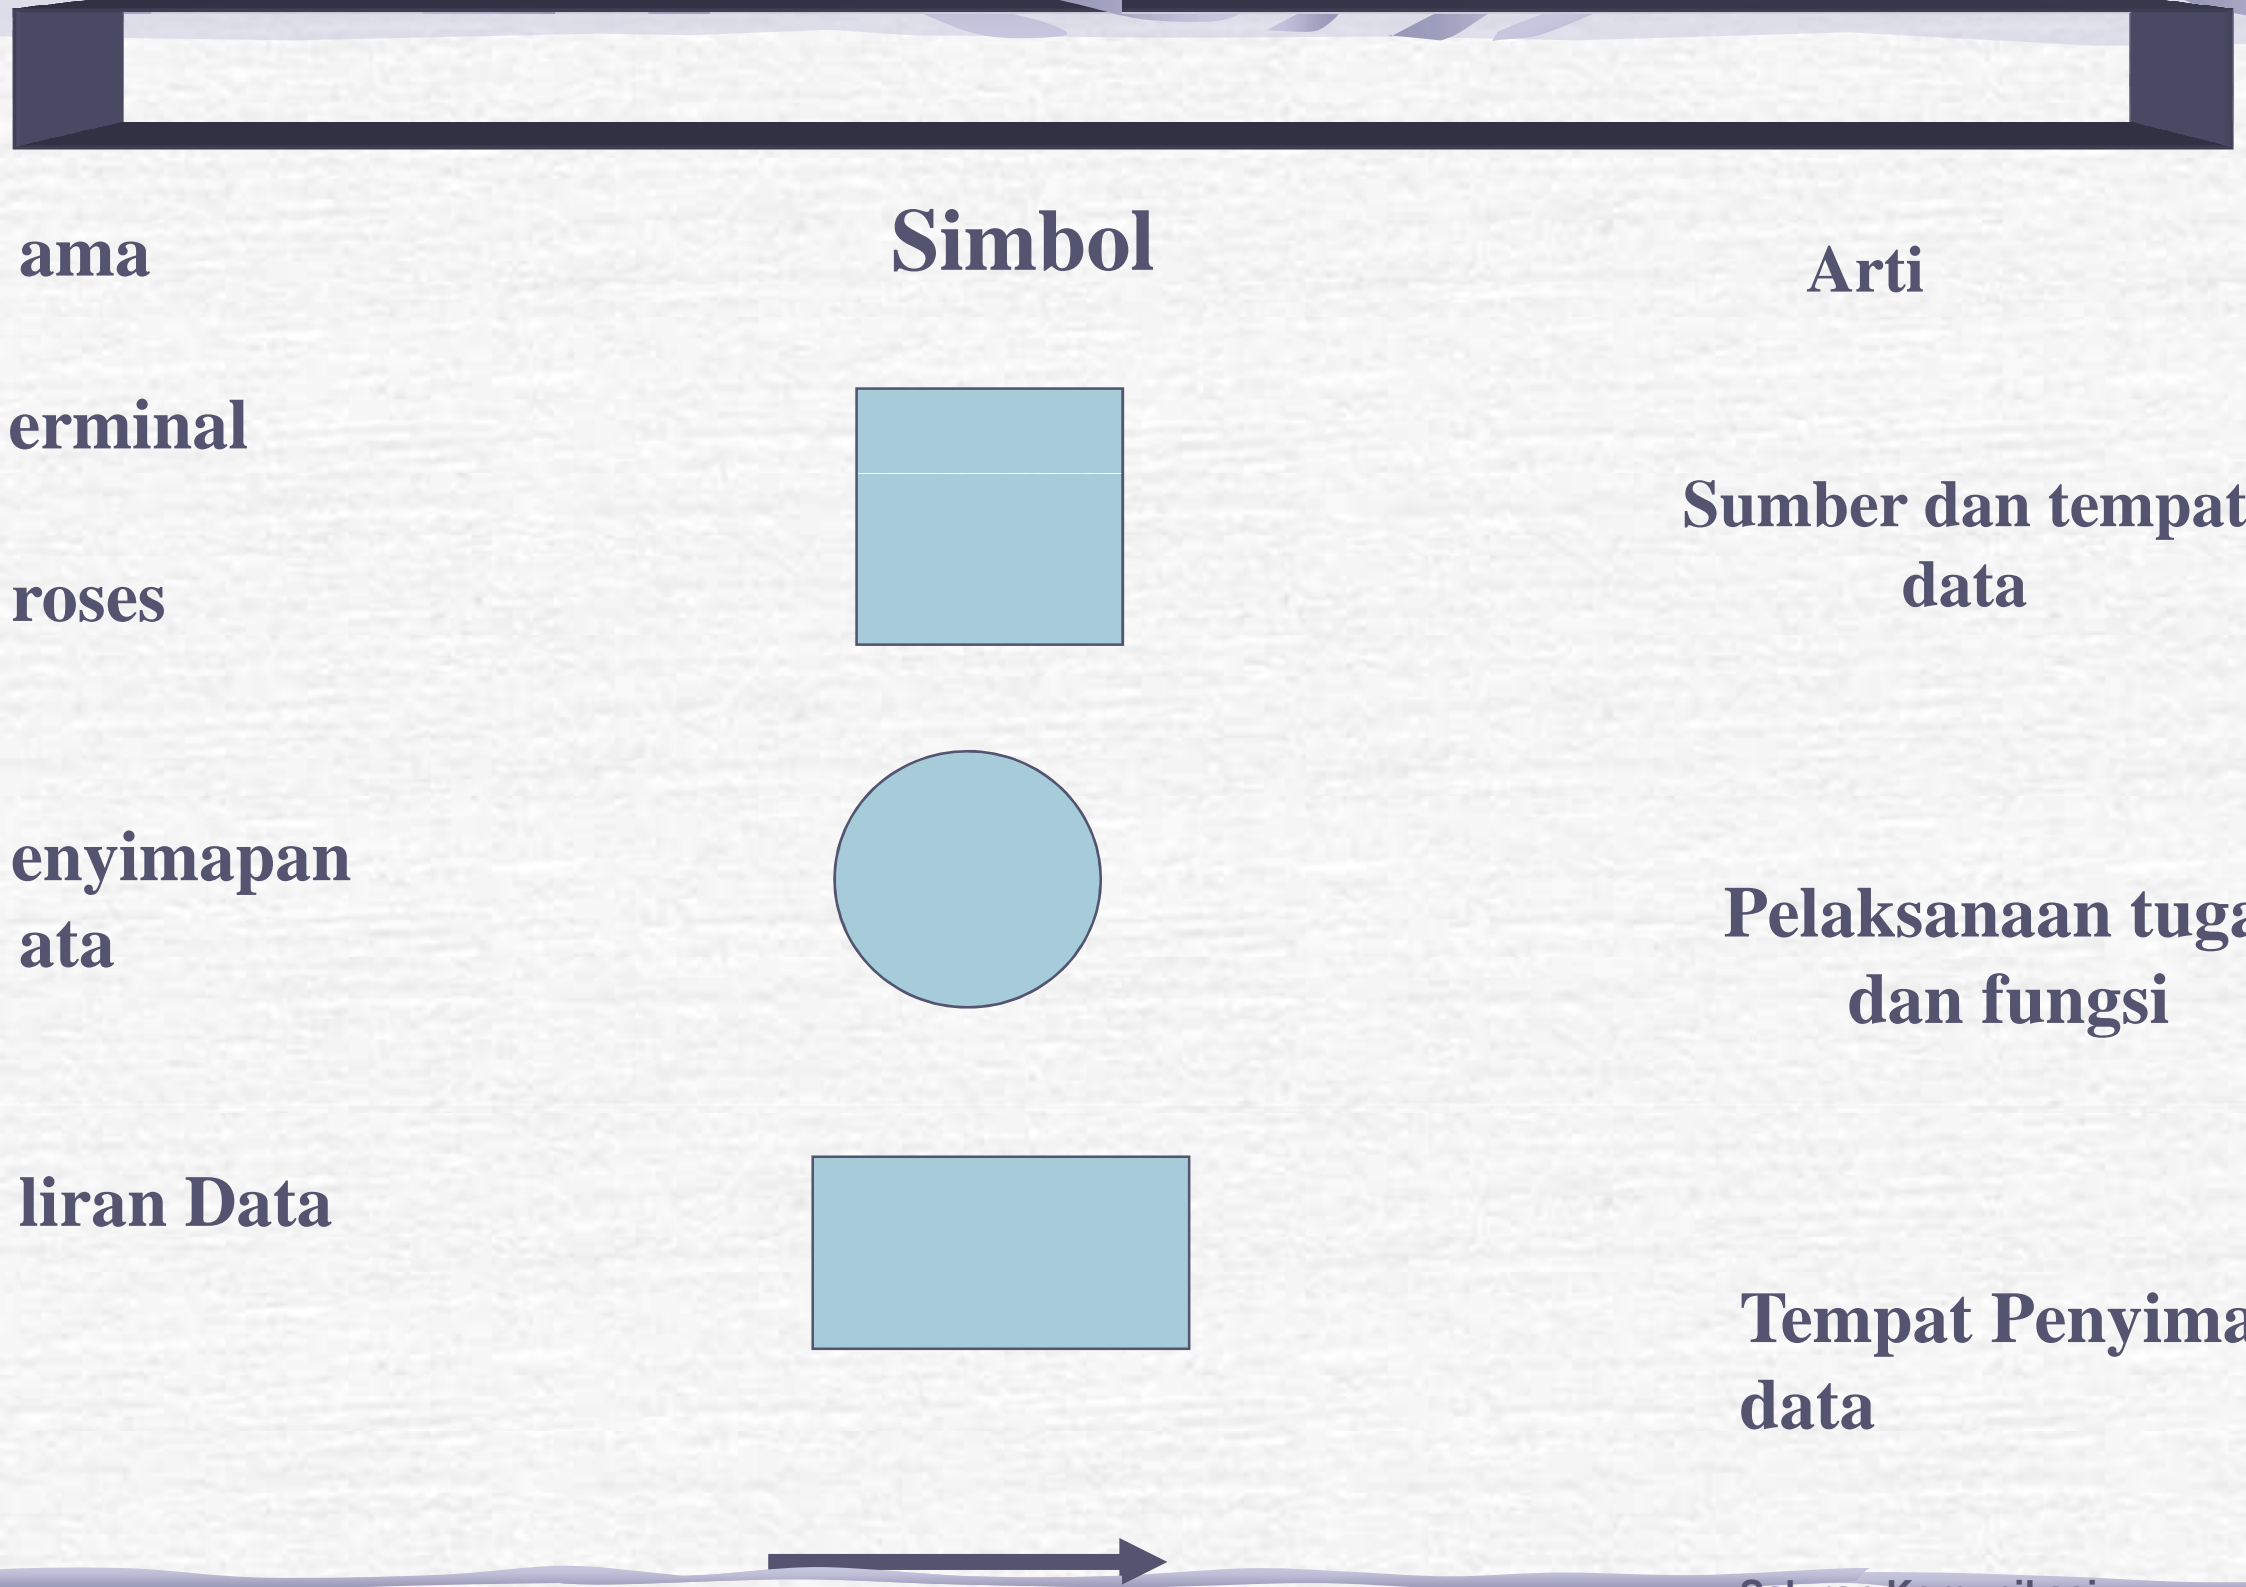 ama
Simbol
Arti
erminal
Sumber dan tempat
data
roses
enyimapan
ata
Pelaksanaan tuga
dan fungsi
liran Data
Tempat Penyima
data